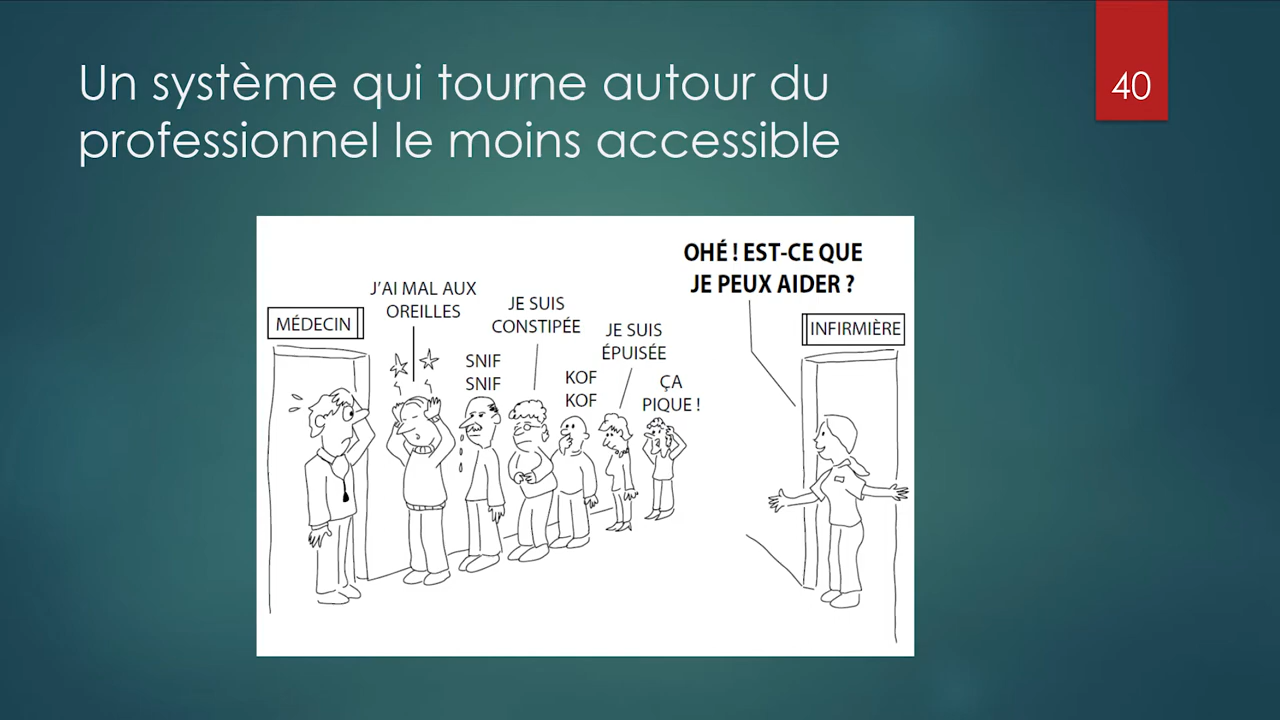 Un système qui tourne autour du
professionnel le moins accessible
40
OHÉ ! EST-CE QUE
JE PEUX AIDER ?
J'AI MAL AUX
OREILLES
JE SUIS
CONSTIPÉE
MÉDECIN
JE SUIS
ÉPUISÉE
INFIRMIÈRE
SNIF
SNIF
KOF
KOF
ÇA
PIQUE !